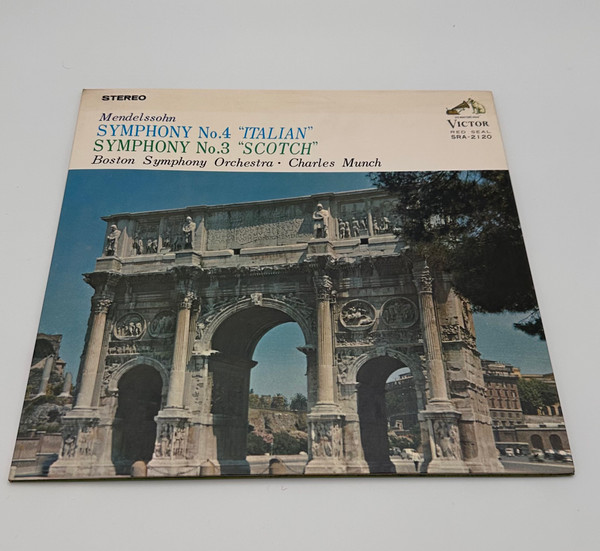 STEREO
Mendelssohn
SYMPHONY No.4 "ITALIAN"
SYMPHONY No.3 "SCOTCH"
Boston Symphony Orchestra · Charles Munch
VICTOR
RED SEAL
SRA-2120